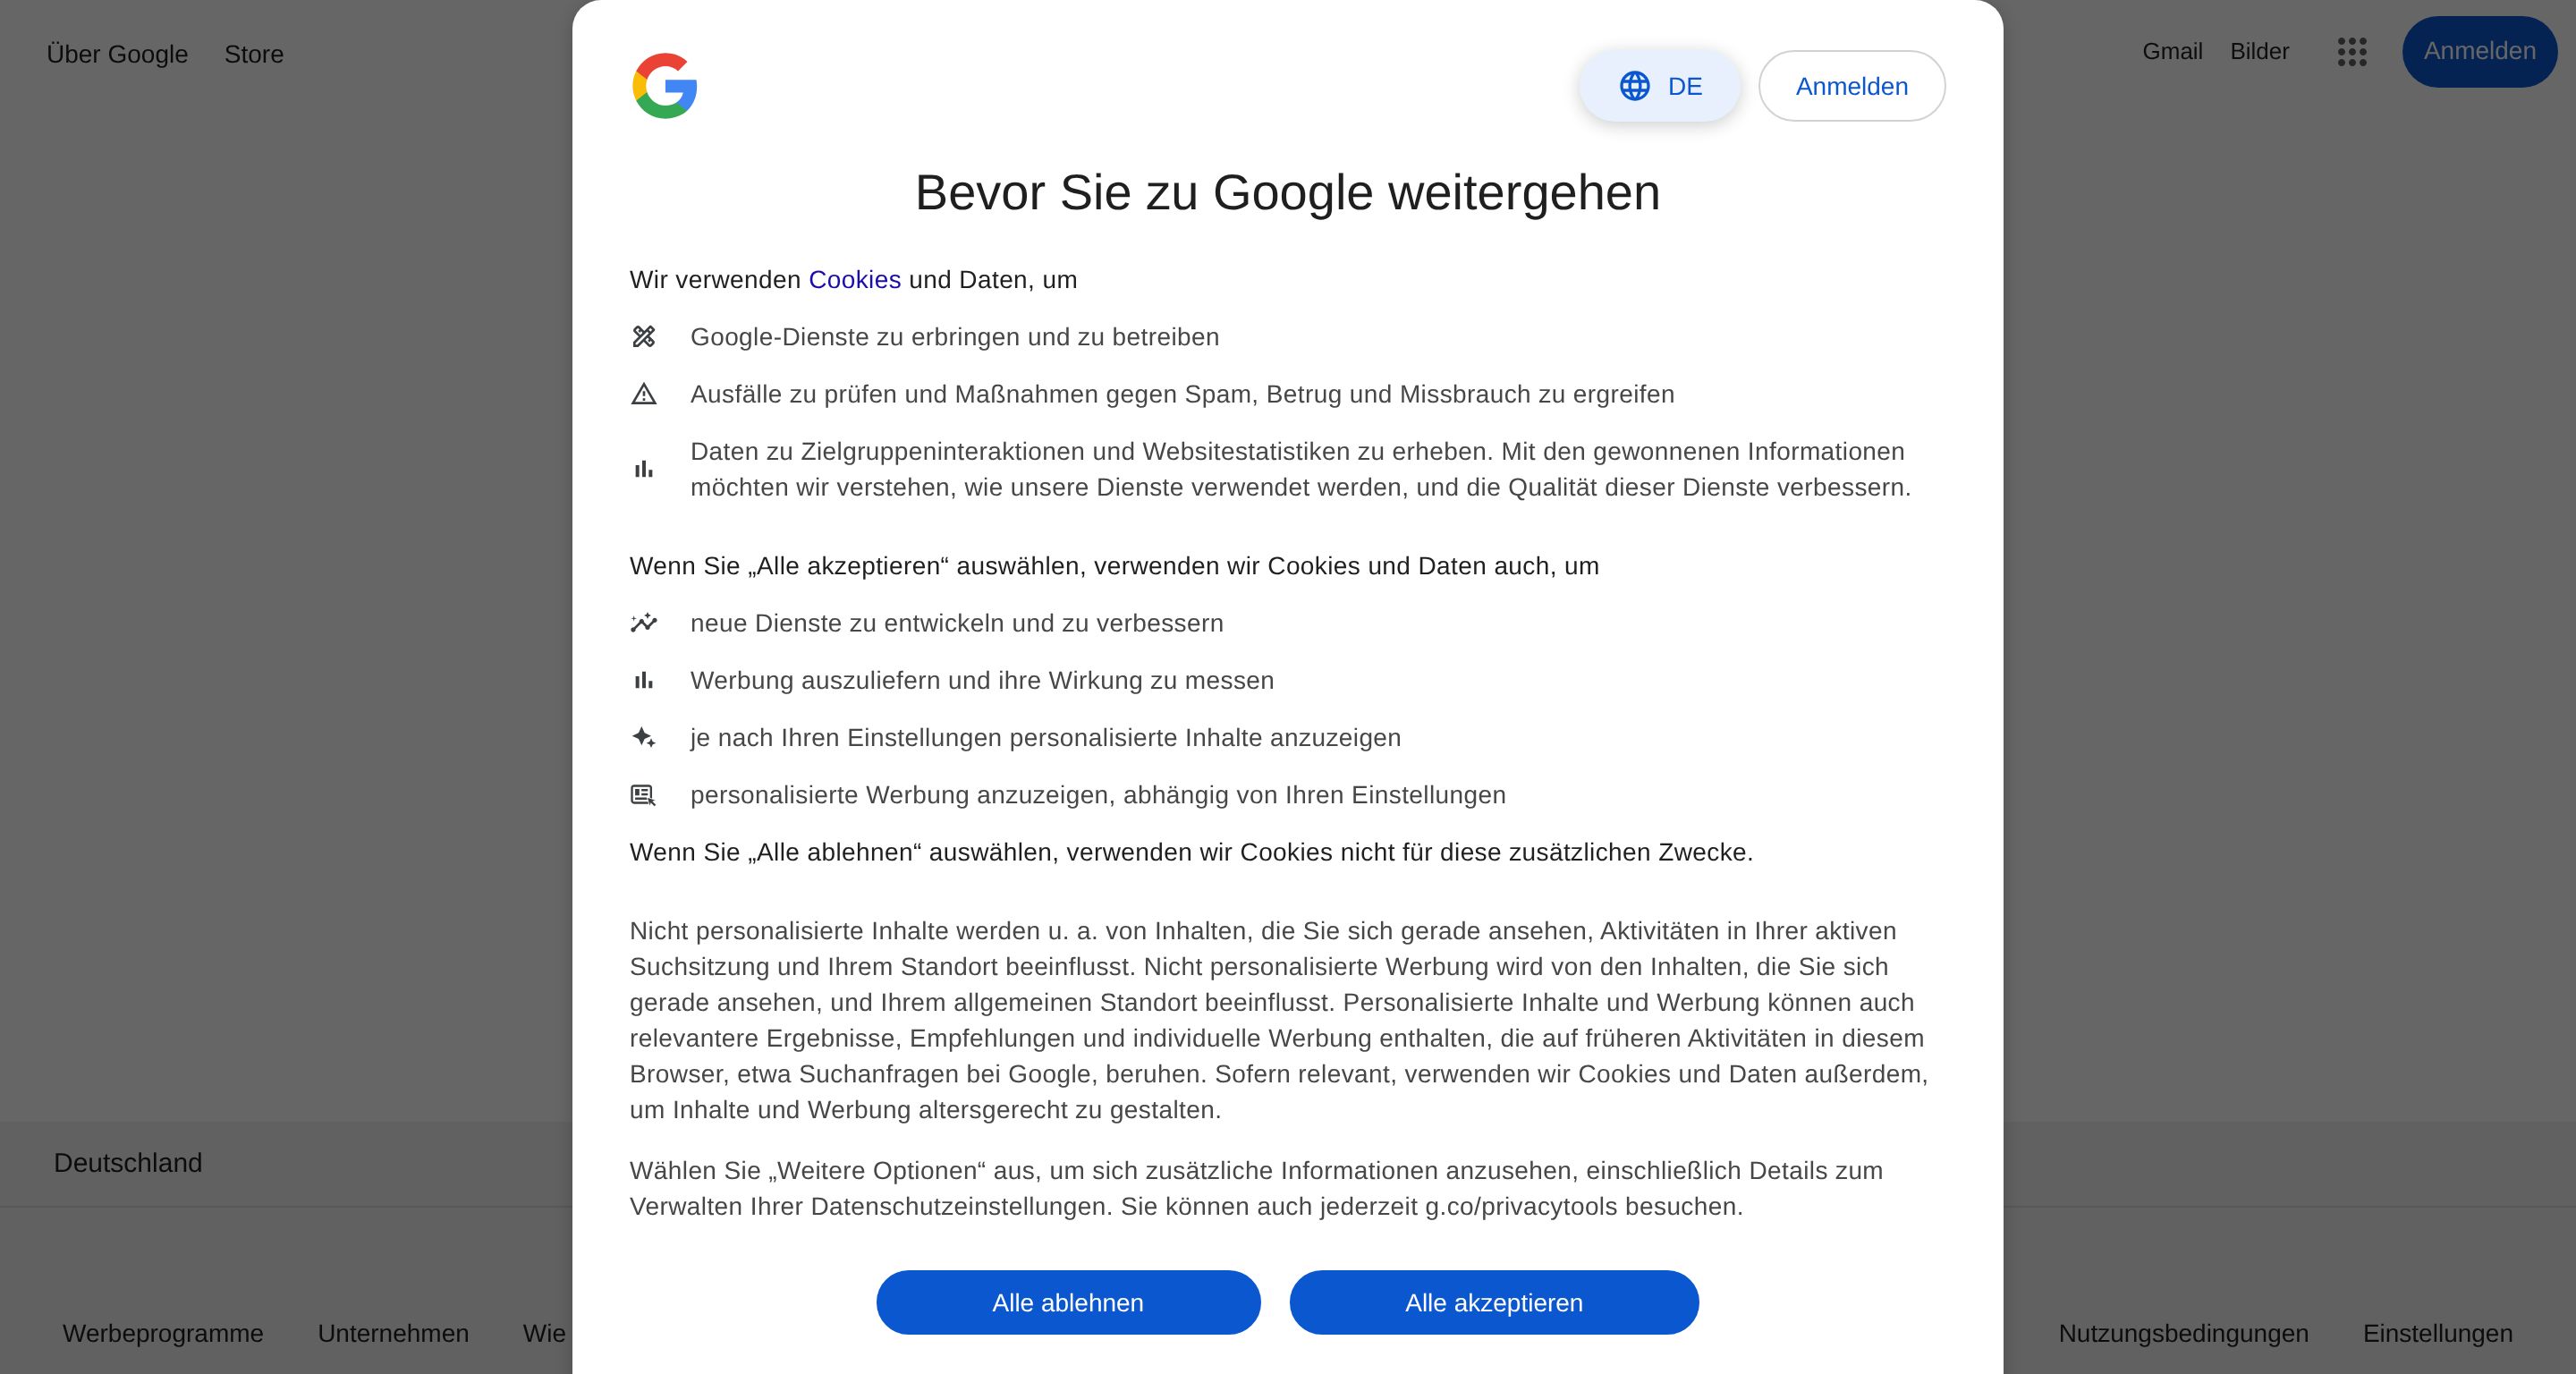 Über Google Store
Gmail Bilder Anmelden
DE Anmelden
Bevor Sie zu Google weitergehen
Wir verwenden Cookies und Daten, um
Google-Dienste zu erbringen und zu betreiben
Ausfälle zu prüfen und Maßnahmen gegen Spam, Betrug und Missbrauch zu ergreifen
Daten zu Zielgruppeninteraktionen und Websitestatistiken zu erheben. Mit den gewonnenen Informationen
möchten wir verstehen, wie unsere Dienste verwendet werden, und die Qualität dieser Dienste verbessern.
Wenn Sie „Alle akzeptieren“ auswählen, verwenden wir Cookies und Daten auch, um
neue Dienste zu entwickeln und zu verbessern
Werbung auszuliefern und ihre Wirkung zu messen
je nach Ihren Einstellungen personalisierte Inhalte anzuzeigen
personalisierte Werbung anzuzeigen, abhängig von Ihren Einstellungen
Wenn Sie „Alle ablehnen“ auswählen, verwenden wir Cookies nicht für diese zusätzlichen Zwecke.
Nicht personalisierte Inhalte werden u. a. von Inhalten, die Sie sich gerade ansehen, Aktivitäten in Ihrer aktiven
Suchsitzung und Ihrem Standort beeinflusst. Nicht personalisierte Werbung wird von den Inhalten, die Sie sich
gerade ansehen, und Ihrem allgemeinen Standort beeinflusst. Personalisierte Inhalte und Werbung können auch
relevantere Ergebnisse, Empfehlungen und individuelle Werbung enthalten, die auf früheren Aktivitäten in diesem
Browser, etwa Suchanfragen bei Google, beruhen. Sofern relevant, verwenden wir Cookies und Daten außerdem,
um Inhalte und Werbung altersgerecht zu gestalten.
Wählen Sie „Weitere Optionen“ aus, um sich zusätzliche Informationen anzusehen, einschließlich Details zum
Verwalten Ihrer Datenschutzeinstellungen. Sie können auch jederzeit g.co/privacytools besuchen.
Alle ablehnen Alle akzeptieren
Deutschland
Werbeprogramme Unternehmen Wie
Nutzungsbedingungen Einstellungen